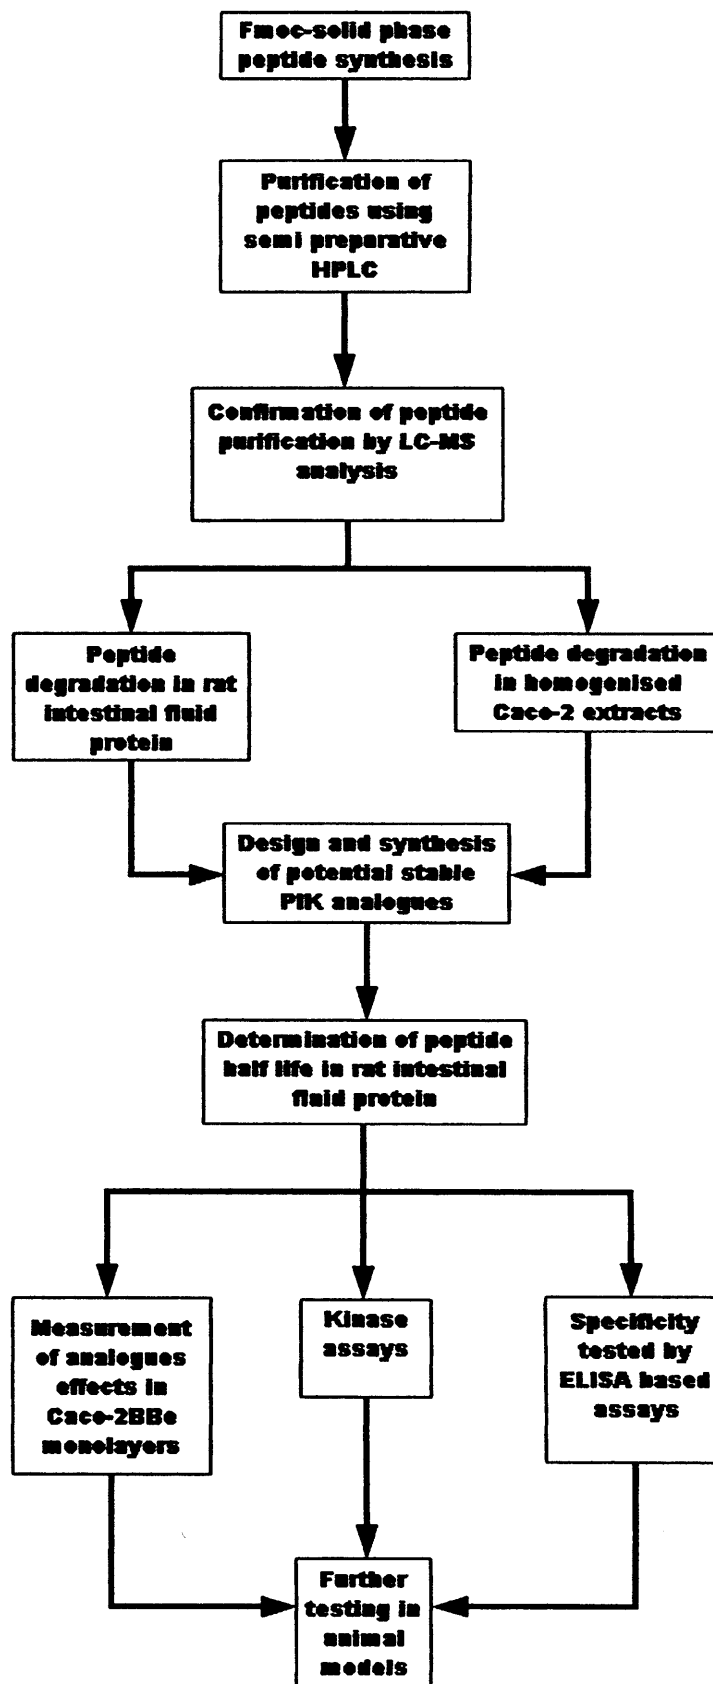 Fmoc-solid phase
peptide synthesis
Purification of
peptides using
semi preparative
HPLC
Confirmation of peptide
purification by LC-MS
analysis
Peptide
degradation in rat
intestinal fluid
protein
Peptide degradation
in homogenised
Caco-2 extracts
Design and synthesis
of potential stable
PIK analogues
Determination of peptide
half life in rat intestinal
fluid protein
Measurement
of analogues
effects in
Caco-2BBe
monolayers
Kinase
assays
Specificity
tested by
ELISA based
assays
Further
testing in
animal
models